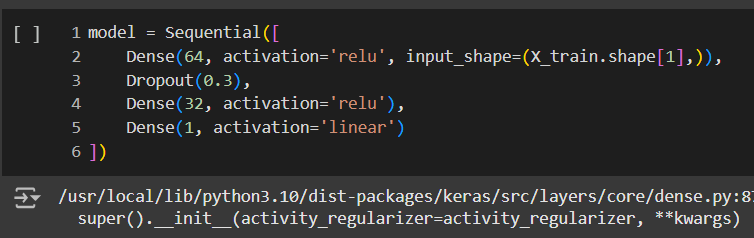 [ ] 1 model = Sequential([
2 Dense(64, activation='relu', input_shape=(X_train.shape[1],)),
3 Dropout(0.3),
4 Dense(32, activation='relu'),
5 Dense(1, activation='linear')
6 ])
/usr/local/lib/python3.10/dist-packages/keras/src/layers/core/dense.py:87
super().__init__(activity_regularizer=activity_regularizer, **kwargs)